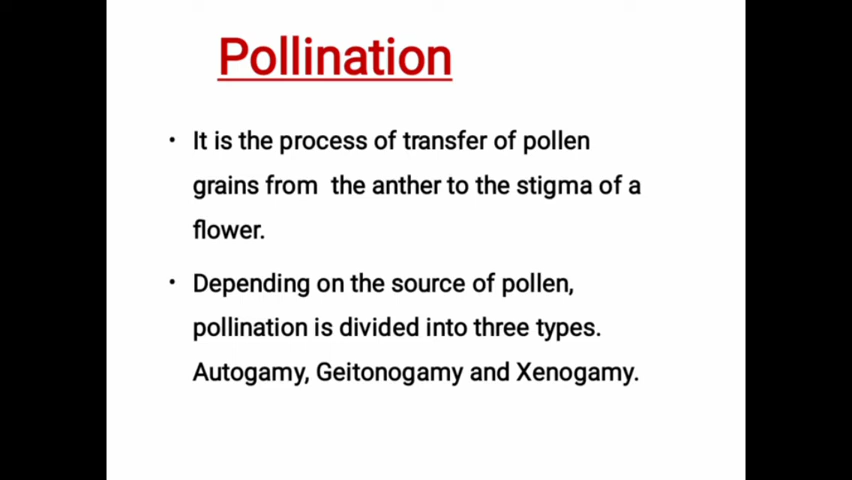 Pollination
• It is the process of transfer of pollen
grains from the anther to the stigma of a
flower.
• Depending on the source of pollen,
pollination is divided into three types.
Autogamy, Geitonogamy and Xenogamy.